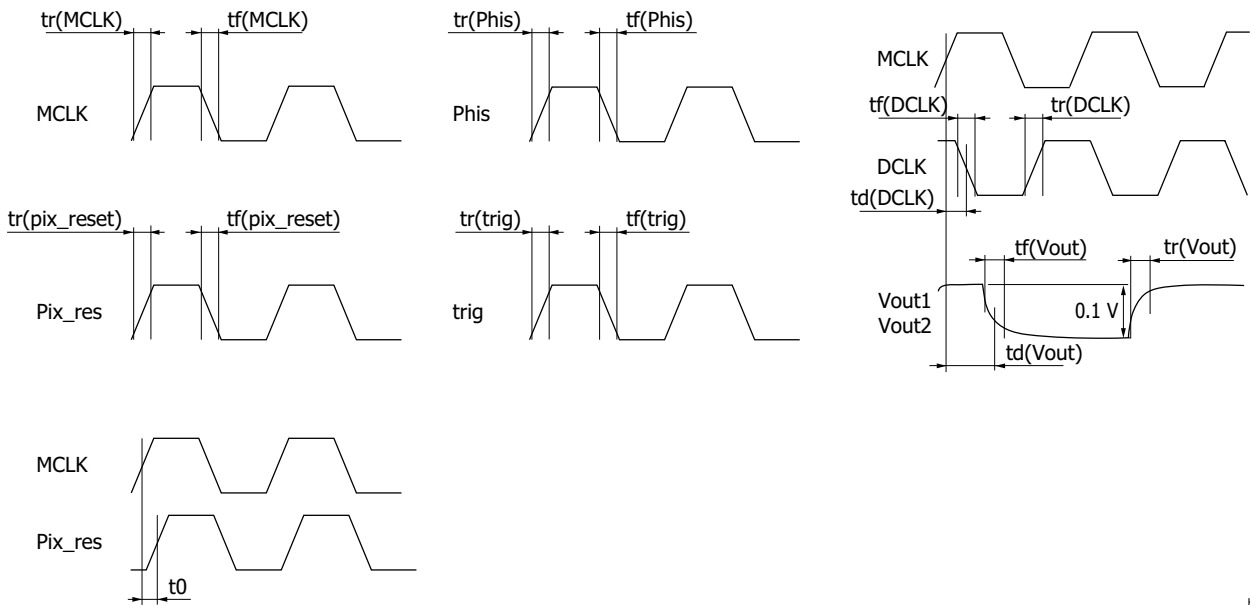 tr(MCLK)
tf(MCLK)
MCLK
tr(Phis)
tf(Phis)
Phis
MCLK
tf(DCLK)
tr(DCLK)
DCLK
td(DCLK)
tr(pix_reset)
tf(pix_reset)
Pix_res
tr(trig)
tf(trig)
trig
tf(Vout)
tr(Vout)
Vout1
Vout2
0.1 V
td(Vout)
MCLK
Pix_res
t0